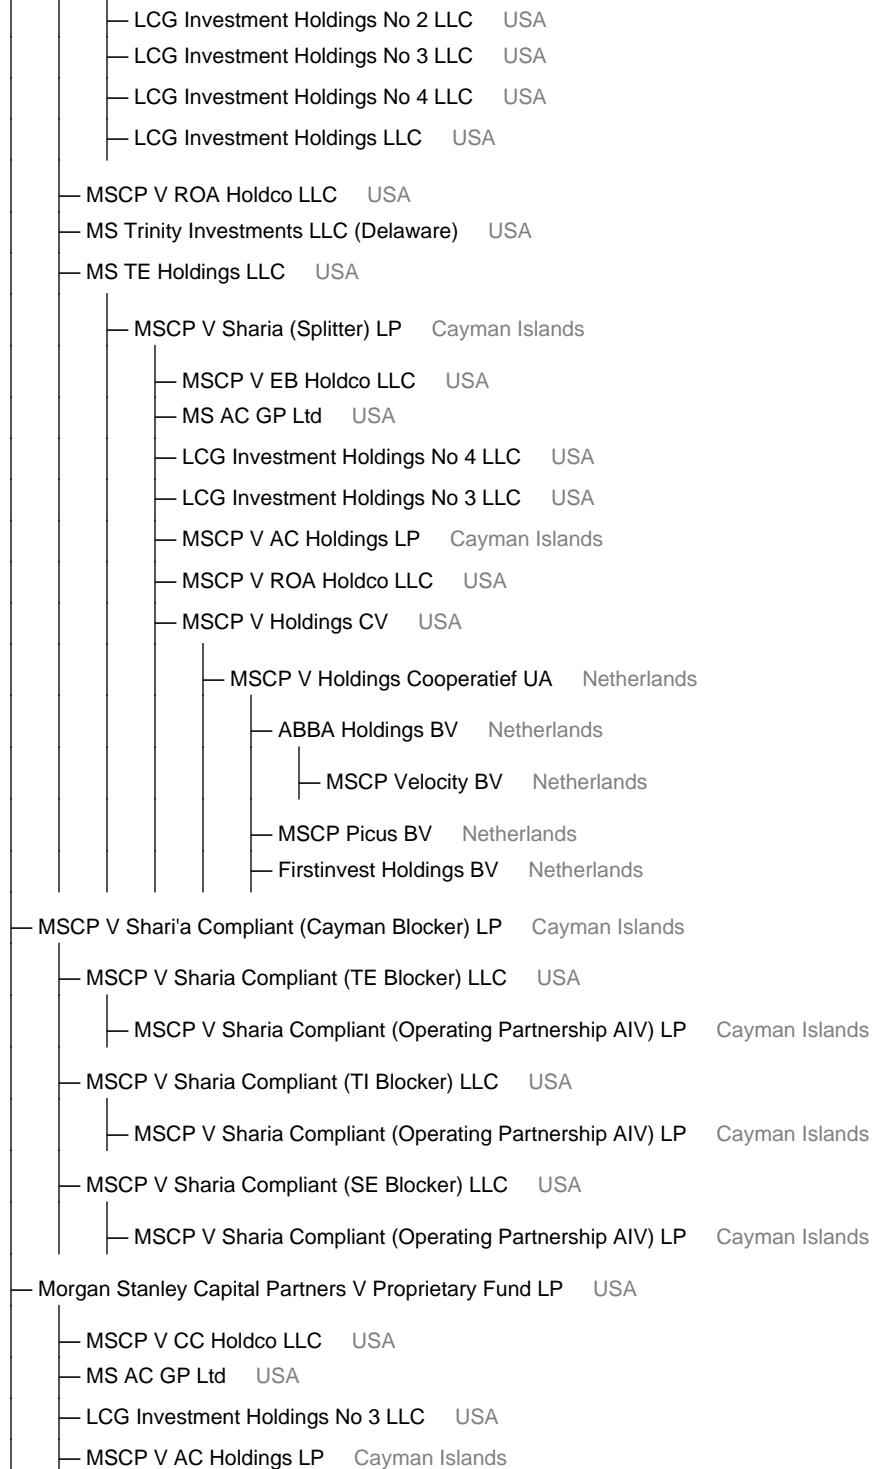 LCG Investment Holdings No 2 LLC USA
LCG Investment Holdings No 3 LLC USA
LCG Investment Holdings No 4 LLC USA
LCG Investment Holdings LLC USA
MSCP V ROA Holdco LLC USA
MS Trinity Investments LLC (Delaware) USA
MS TE Holdings LLC USA
MSCP V Sharia (Splitter) LP Cayman Islands
MSCP V EB Holdco LLC USA
MS AC GP Ltd USA
LCG Investment Holdings No 4 LLC USA
LCG Investment Holdings No 3 LLC USA
MSCP V AC Holdings LP Cayman Islands
MSCP V ROA Holdco LLC USA
MSCP V Holdings CV USA
MSCP V Holdings Cooperatief UA Netherlands
ABBA Holdings BV Netherlands
MSCP Velocity BV Netherlands
MSCP Picus BV Netherlands
Firstinvest Holdings BV Netherlands
MSCP V Shari'a Compliant (Cayman Blocker) LP Cayman Islands
MSCP V Sharia Compliant (TE Blocker) LLC USA
MSCP V Sharia Compliant (Operating Partnership AIV) LP Cayman Islands
MSCP V Sharia Compliant (TI Blocker) LLC USA
MSCP V Sharia Compliant (Operating Partnership AIV) LP Cayman Islands
MSCP V Sharia Compliant (SE Blocker) LLC USA
MSCP V Sharia Compliant (Operating Partnership AIV) LP Cayman Islands
Morgan Stanley Capital Partners V Proprietary Fund LP USA
MSCP V CC Holdco LLC USA
MS AC GP Ltd USA
LCG Investment Holdings No 3 LLC USA
MSCP V AC Holdings LP Cayman Islands